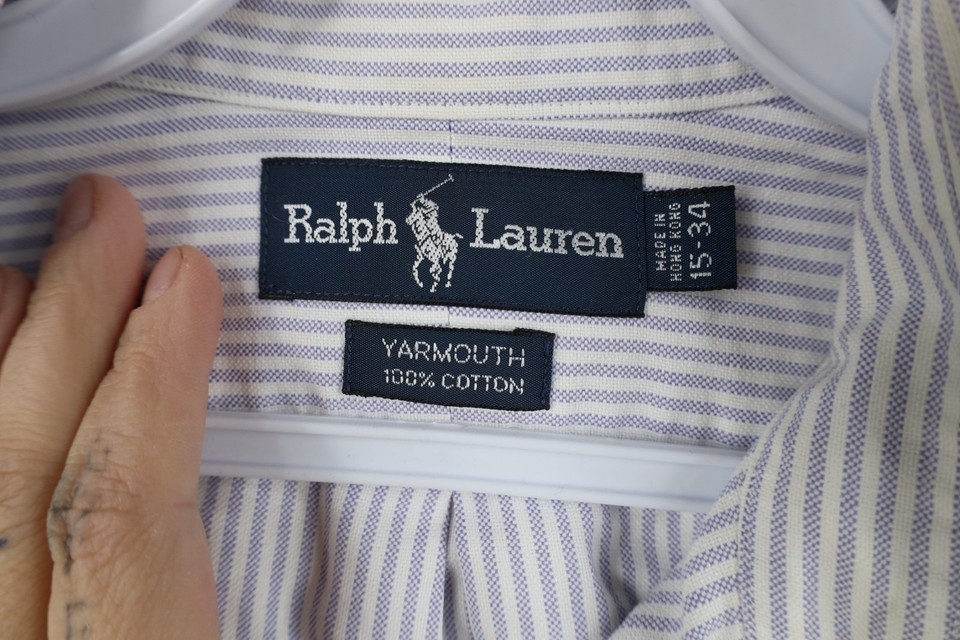 Ralph Lauren
MADE IN
HONG KONG
15-34
YARMOUTH
100% COTTON